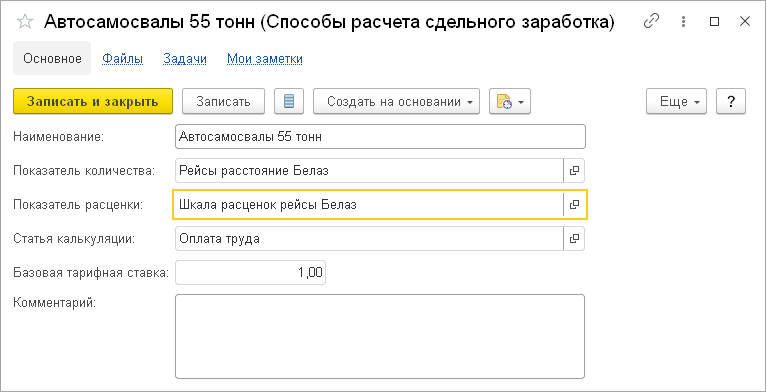 Автосамосвалы 55 тонн (Способы расчета сдельного заработка)
Основное Файлы Задачи Мои заметки
Записать и закрыть Записать Создать на основании Еще ?
Наименование: Автосамосвалы 55 тонн
Показатель количества: Рейсы расстояние Белаз
Показатель расценки: Шкала расценок рейсы Белаз
Статья калькуляции: Оплата труда
Базовая тарифная ставка: 1,00
Комментарий: